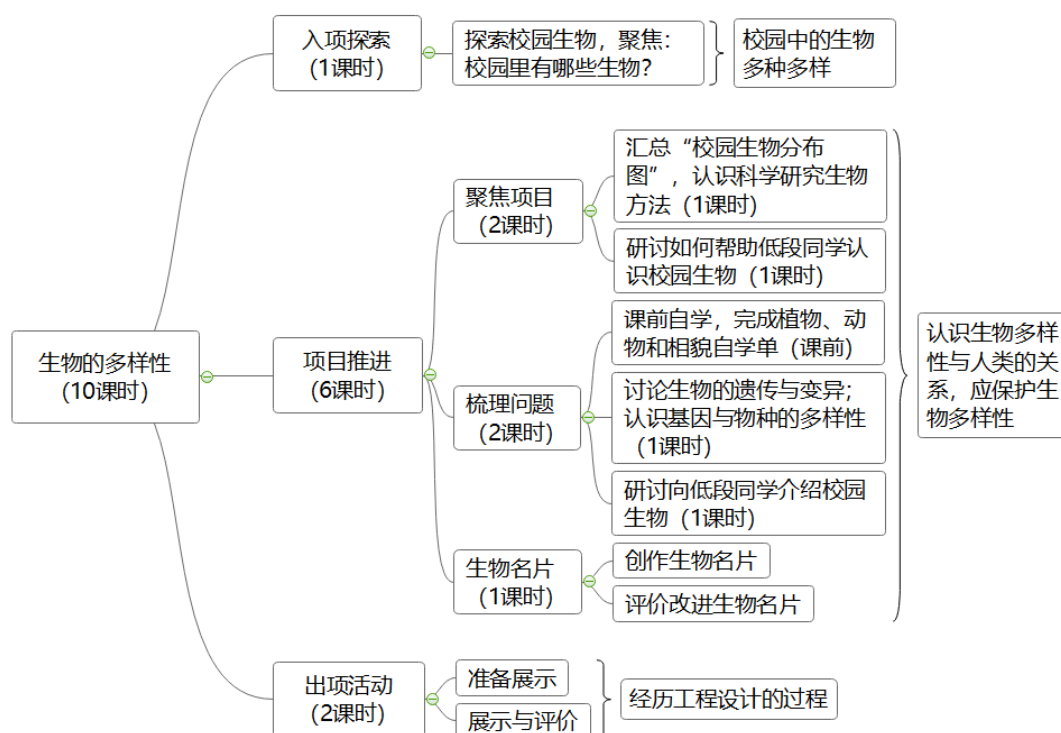 入项探索
(1课时)
探索校园生物，聚焦：
校园里有哪些生物？
校园中的生物
多种多样
生物的多样性
(10课时)
项目推进
(6课时)
聚焦项目
（2课时）
汇总“校园生物分布
图”，认识科学研究生物
方法（1课时）
研讨如何帮助低段同学认
识校园生物（1课时）
梳理问题
（2课时）
课前自学，完成植物、动
物和相貌自学单（课前）
讨论生物的遗传与变异；
认识基因与物种的多样性
（1课时）
研讨向低段同学介绍校园
生物（1课时）
生物名片
（1课时）
创作生物名片
评价改进生物名片
认识生物多样
性与人类的关
系，应保护生
物多样性
出项活动
(2课时)
准备展示
展示与评价
经历工程设计的过程